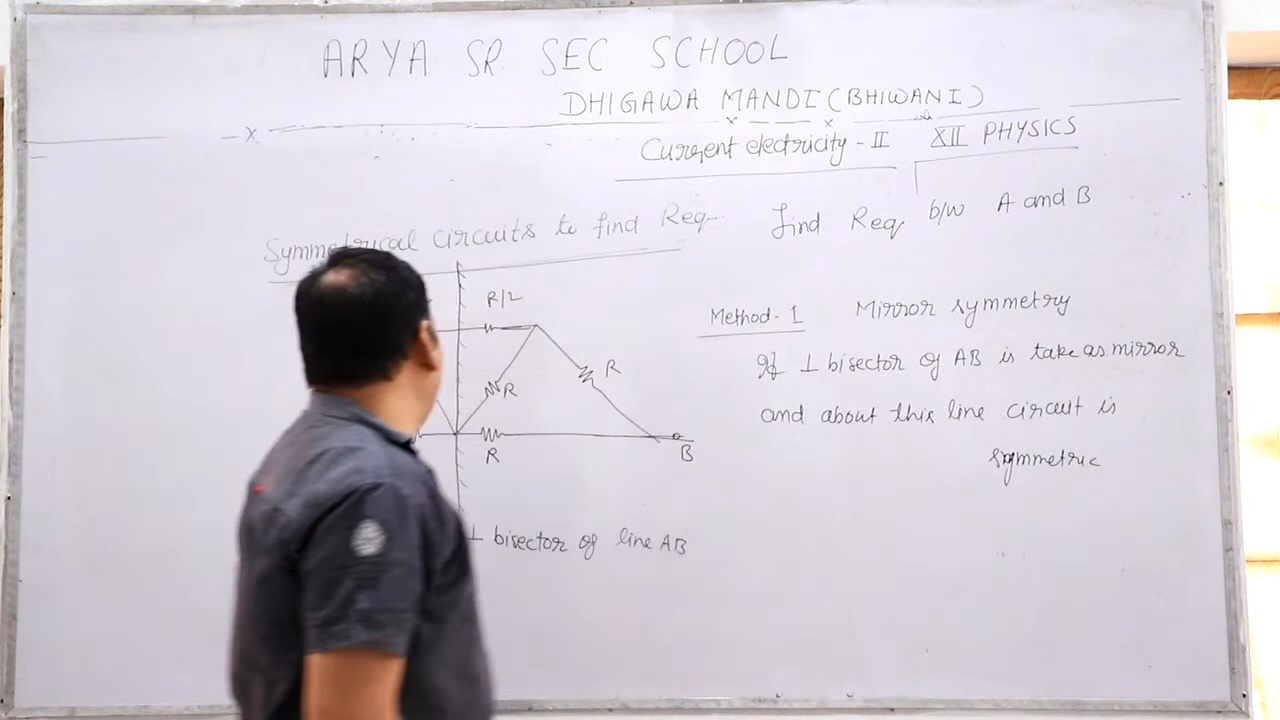 ARYA SR SEC SCHOOL
DHIGAWA MANDI (BHIWANI)
Current electricity - II XII PHYSICS
Symmetrical circuits to find Req
find Req b/w A and B
R/2
R
R
R
B
⊥ bisector of line AB
Method - 1 Mirror symmetry
If ⊥ bisector of AB is take as mirror
and about this line circuit is
symmetric